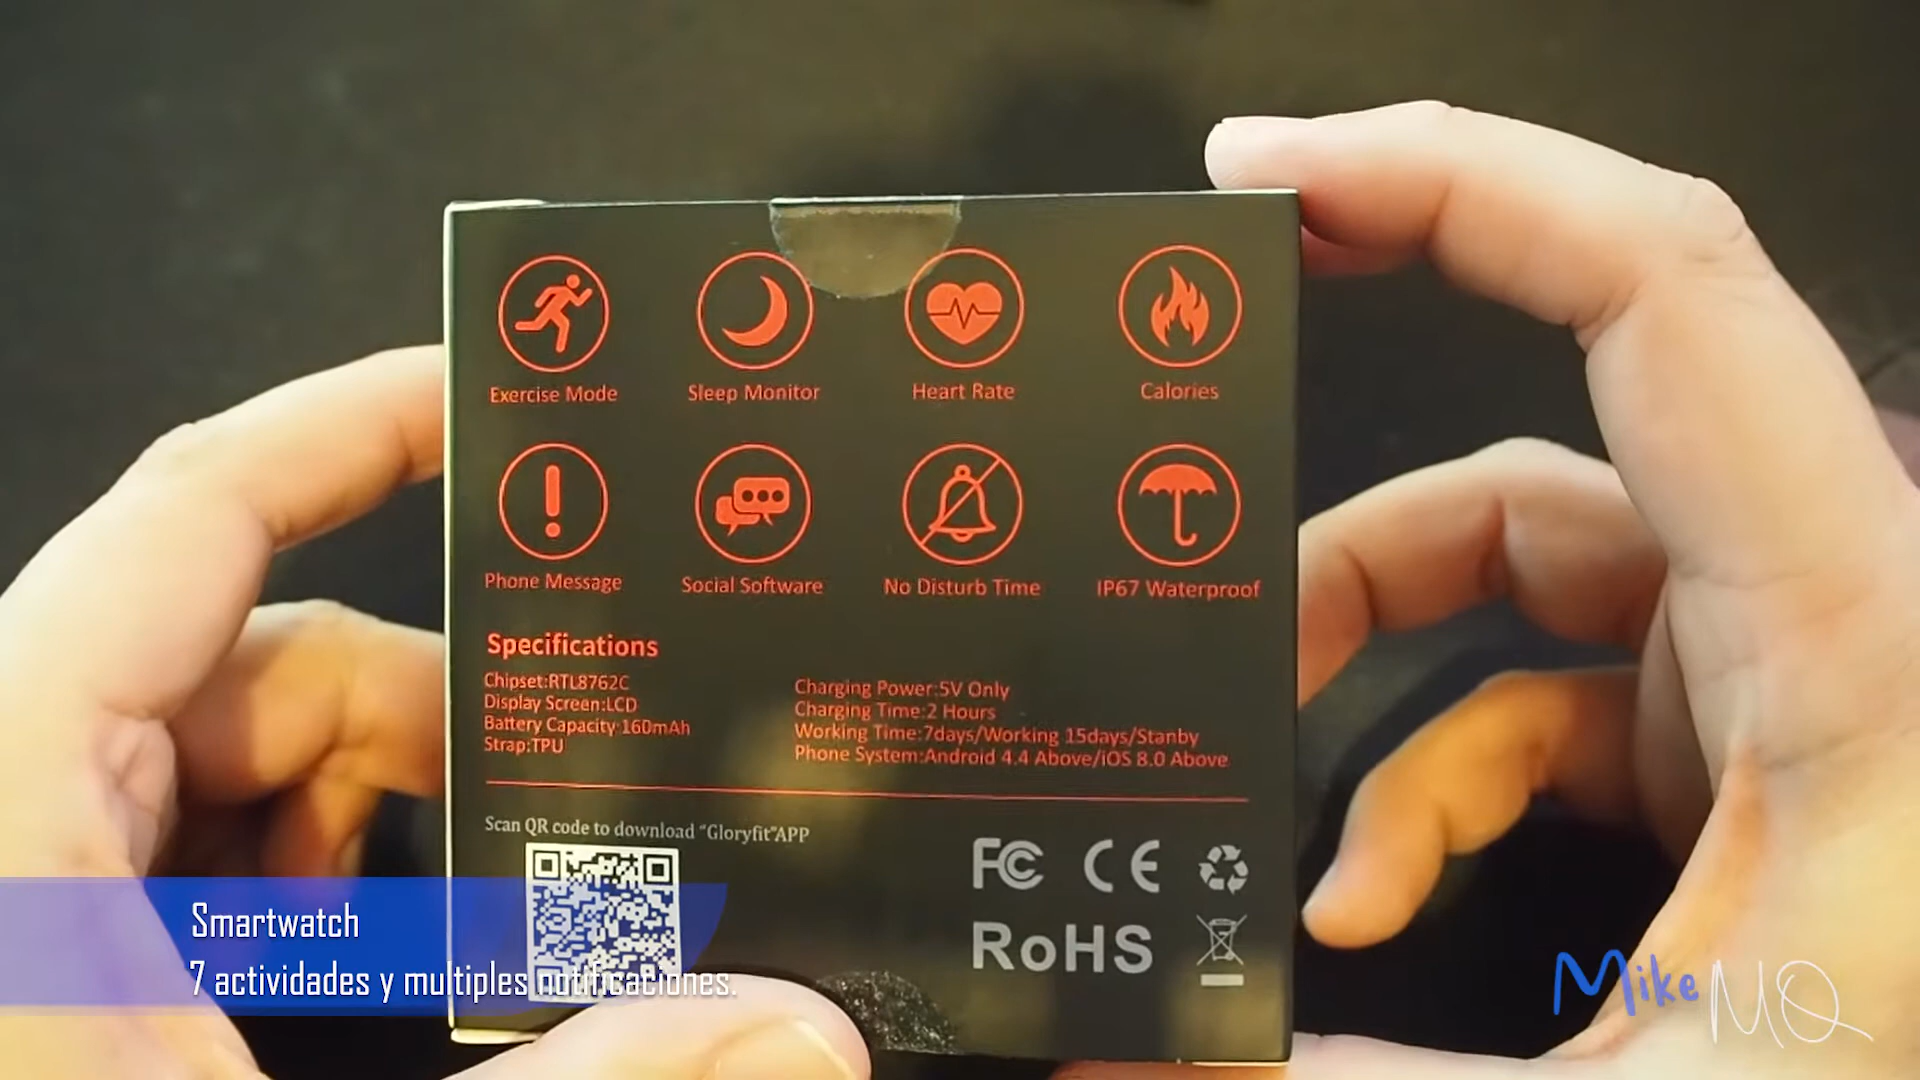 Exercise Mode
Sleep Monitor
Heart Rate
Calories
Phone Message
Social Software
No Disturb Time
IP67 Waterproof
Specifications
Chipset:RTL8762C
Display Screen:LCD
Battery Capacity 160mAh
Strap:TPU
Charging Power:5V Only
Charging Time:2 Hours
Working Time:7days/Working 15days/Stanby
Phone System:Android 4.4 Above/iOS 8.0 Above
Scan QR code to download "Gloryfit"APP
FC CE
RoHS
Smartwatch
7 actividades y multiples notificaciones.
Mike MQ